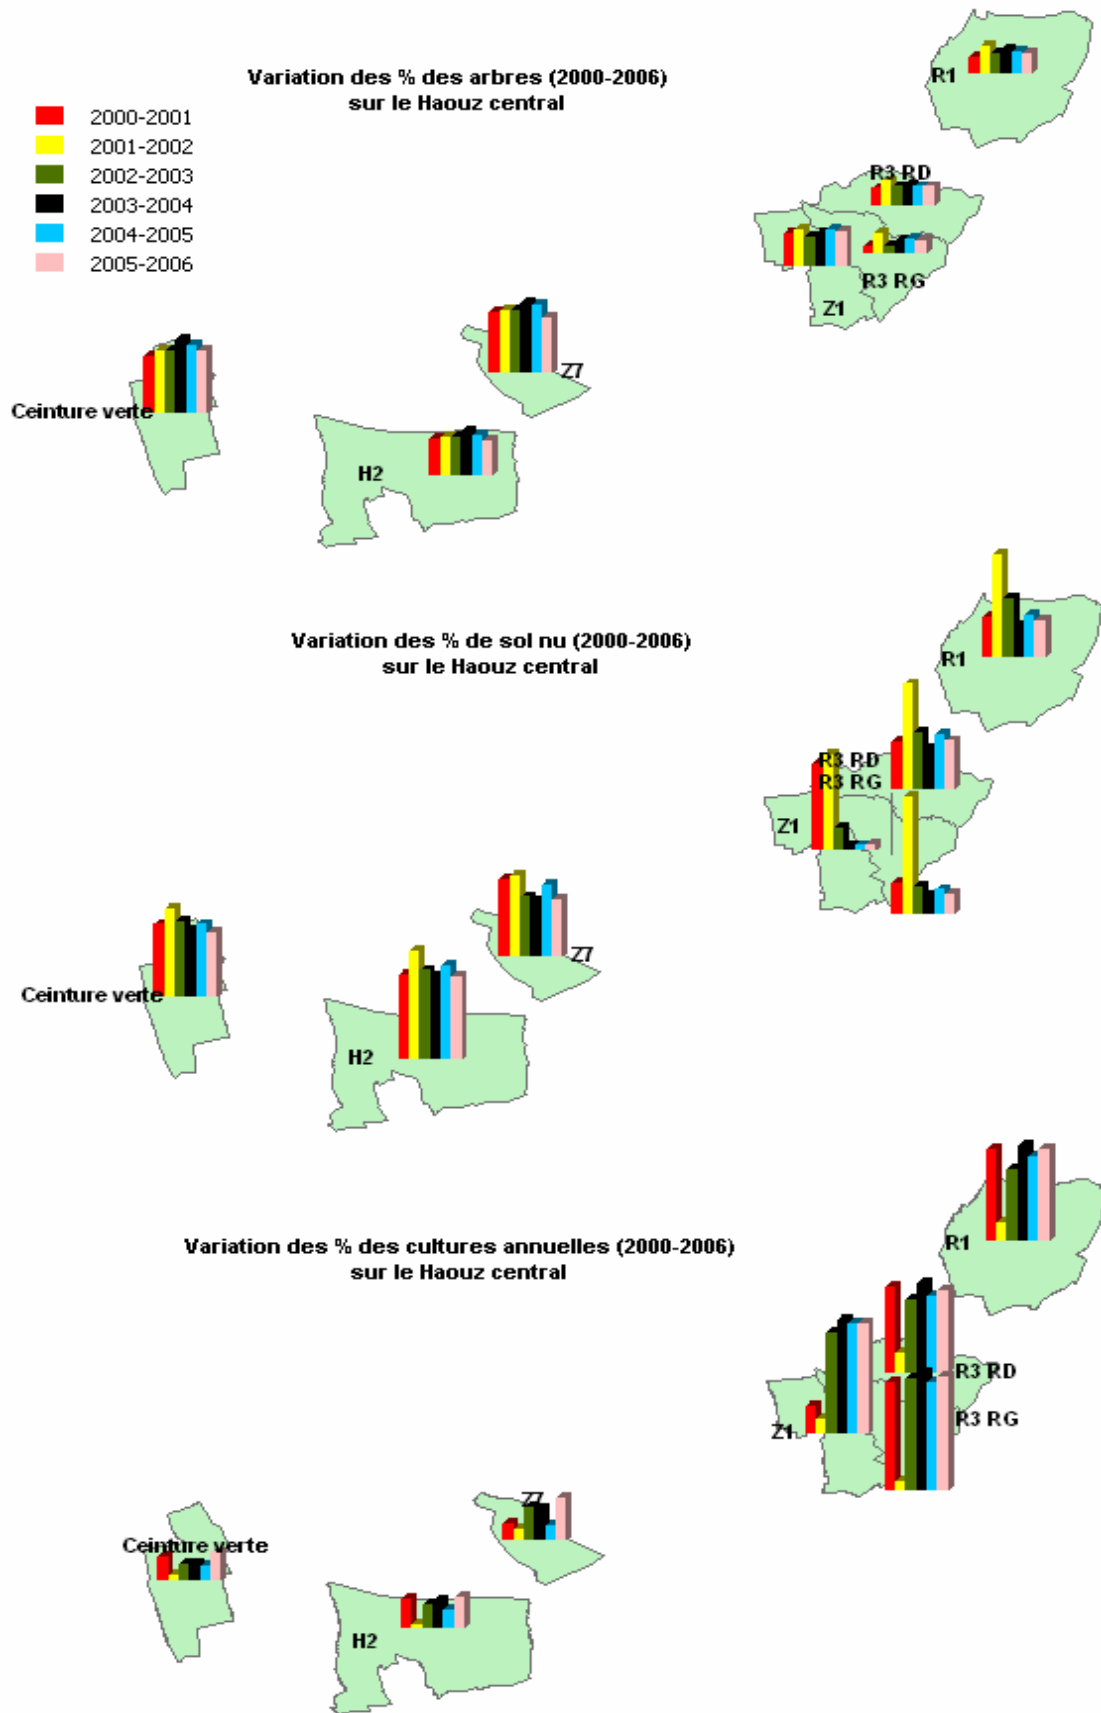 Variation des % des arbres (2000-2006)
sur le Haouz central
2000-2001
2001-2002
2002-2003
2003-2004
2004-2005
2005-2006
R1
R3 RD
R3 RG
Z1
Z7
Ceinture verte
H2
Variation des % de sol nu (2000-2006)
sur le Haouz central
R1
R3 RD
R3 RG
Z1
Z7
Ceinture verte
H2
Variation des % des cultures annuelles (2000-2006)
sur le Haouz central
R1
R3 RD
R3 RG
Z1
Z7
Ceinture verte
H2